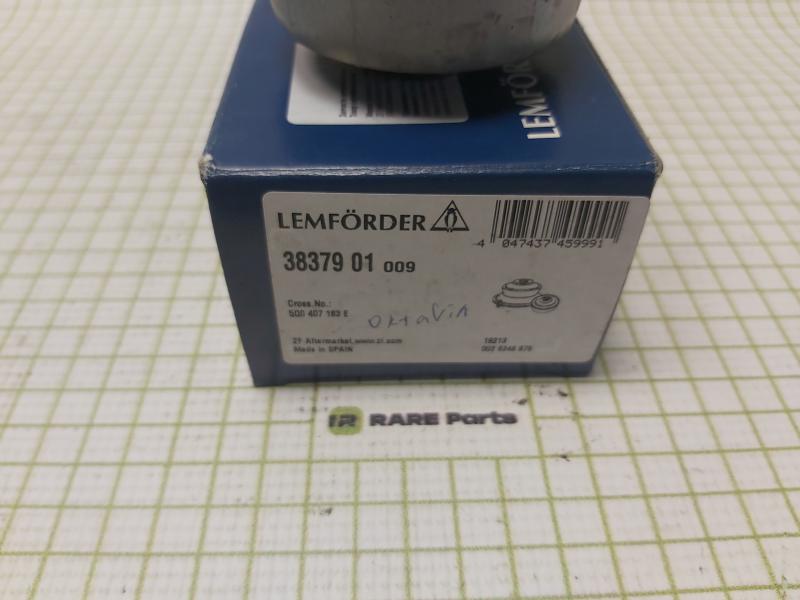 LEMFÖR
LEMFÖRDER
4 047437 459991
38379 01 009
Cross.No.:
5Q0 407 183 E
oktavia
ZF Aftermarket,www.zf.com
Made in SPAIN
RARE Parts